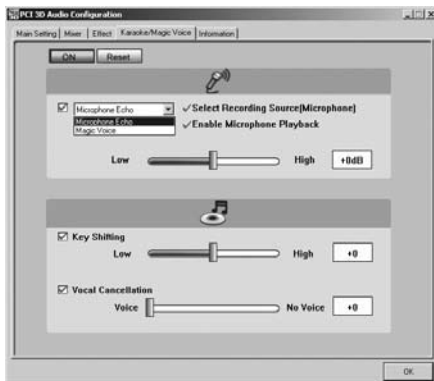 PCI 3D Audio Configuration
Main Setting Mixer Effect Karaoke/Magic Voice Information
ON Reset
Microphone Echo ✓Select Recording Source(Microphone)
Microphone Echo ✓Enable Microphone Playback
Magic Voice
Low High +0dB
Key Shifting
Low High +0
Vocal Cancellation
Voice No Voice +0
OK